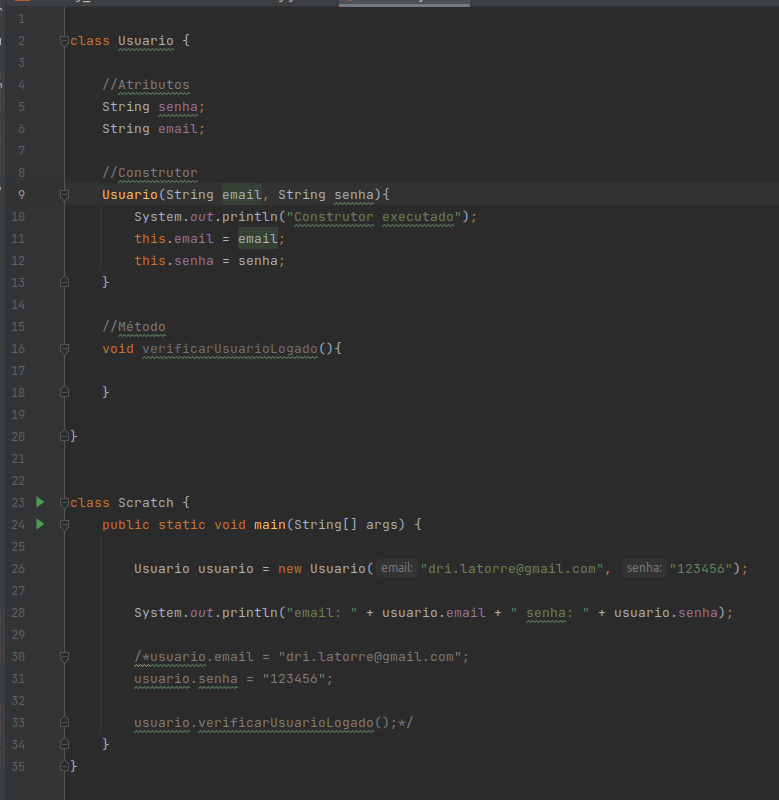 1
2 class Usuario {
3
4 //Atributos
5 String senha;
6 String email;
7
8 //Construtor
9 Usuario(String email, String senha){
10 System.out.println("Construtor executado");
11 this.email = email;
12 this.senha = senha;
13 }
14
15 //Método
16 void verificarUsuarioLogado(){
17
18 }
19
20 }
21
22
23 class Scratch {
24 public static void main(String[] args) {
25
26 Usuario usuario = new Usuario( email: "dri.latorre@gmail.com", senha: "123456");
27
28 System.out.println("email: " + usuario.email + " senha: " + usuario.senha);
29
30 /*usuario.email = "dri.latorre@gmail.com";
31 usuario.senha = "123456";
32
33 usuario.verificarUsuarioLogado();*/
34 }
35 }